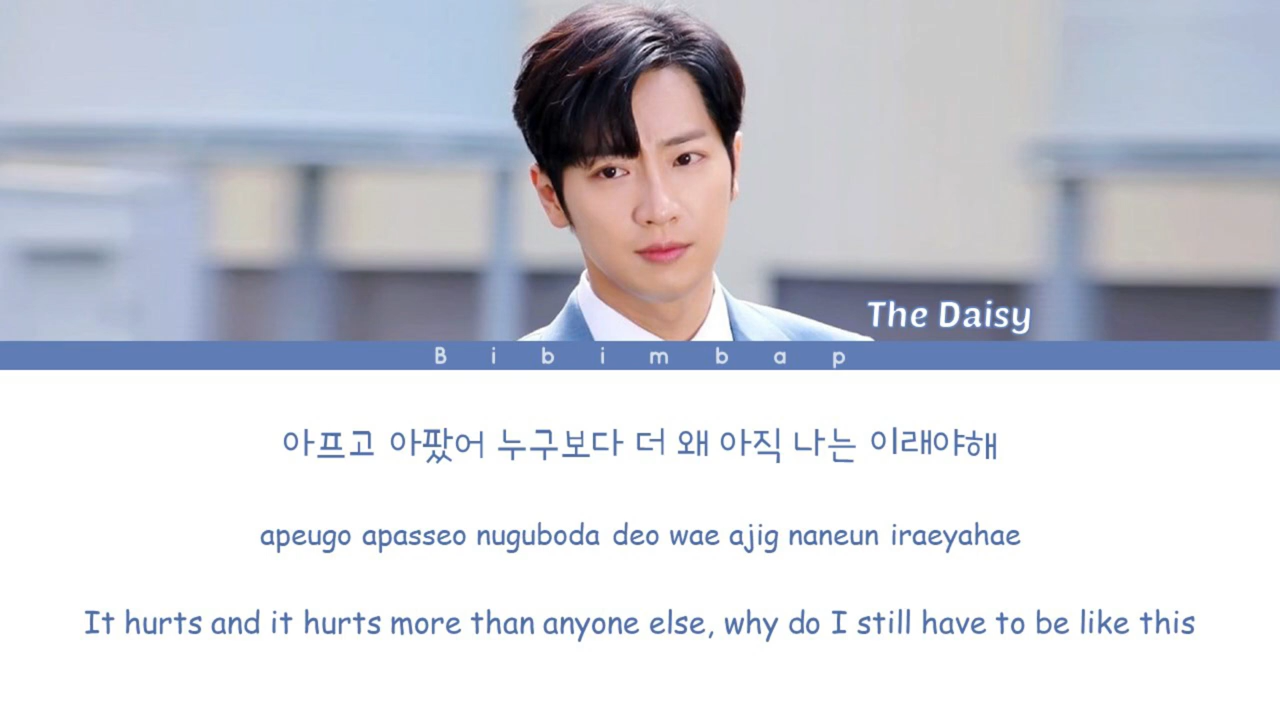 The Daisy
Bibimbap
아프고 아팠어 누구보다 더 왜 아직 나는 이래야해
apeugo apasseo nuguboda deo wae ajig naneun iraeyahae
It hurts and it hurts more than anyone else, why do I still have to be like this